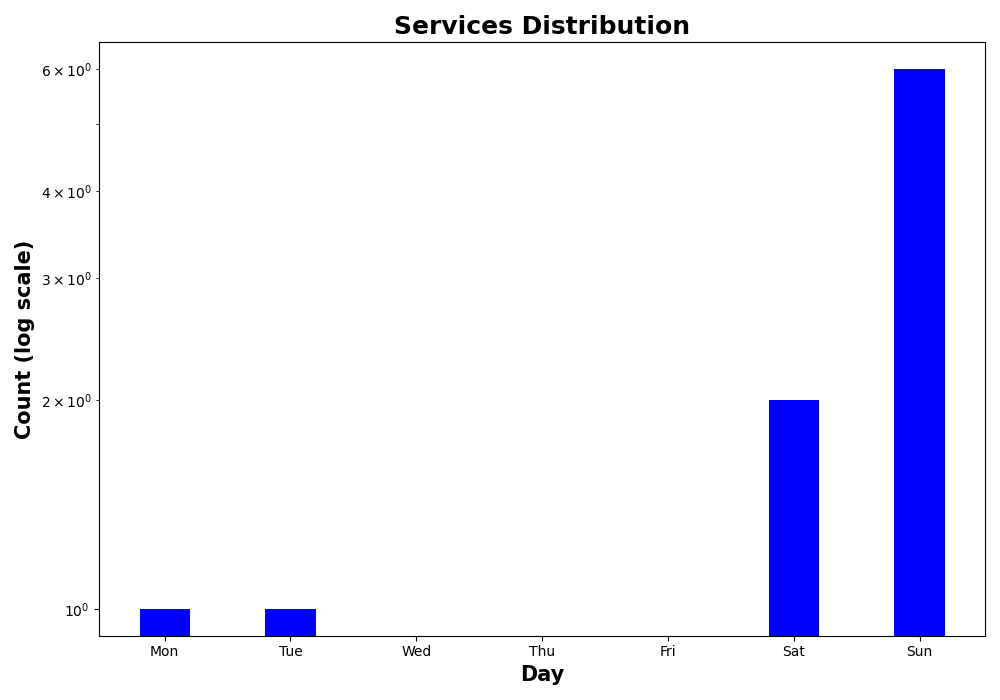 Services Distribution
Count (log scale)
6 × 10⁰
4 × 10⁰
3 × 10⁰
2 × 10⁰
10⁰
Mon Tue Wed Thu Fri Sat Sun
Day